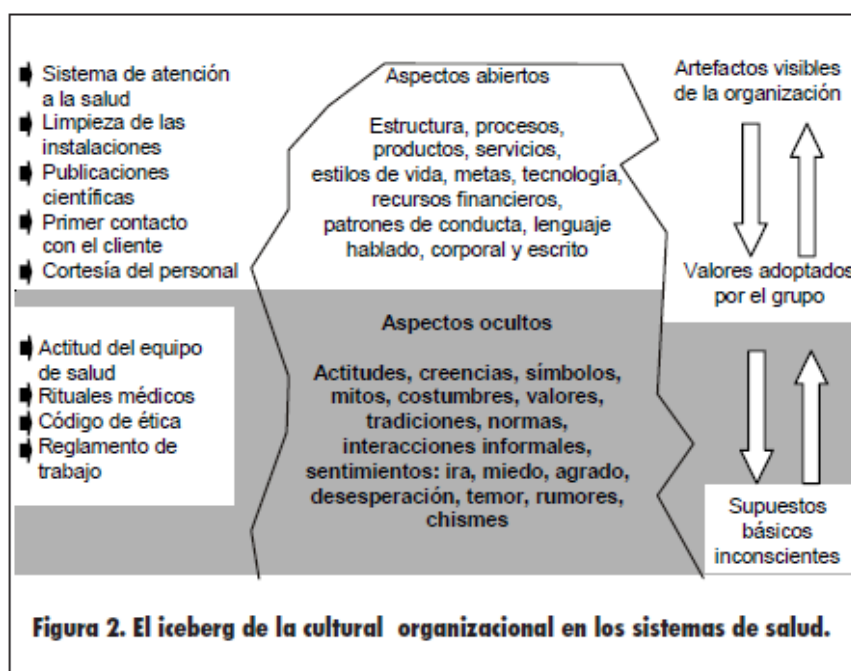 Sistema de atención
a la salud
Limpieza de las
instalaciones
Publicaciones
científicas
Primer contacto
con el cliente
Cortesía del personal
Actitud del equipo
de salud
Rituales médicos
Código de ética
Reglamento de
trabajo
Aspectos abiertos
Estructura, procesos,
productos, servicios,
estilos de vida, metas, tecnología,
recursos financieros,
patrones de conducta, lenguaje
hablado, corporal y escrito
Aspectos ocultos
Actitudes, creencias, símbolos,
mitos, costumbres, valores,
tradiciones, normas,
interacciones informales,
sentimientos: ira, miedo, agrado,
desesperación, temor, rumores,
chismes
Artefactos visibles
de la organización
Valores adoptados
por el grupo
Supuestos
básicos
inconscientes
Figura 2. El iceberg de la cultural organizacional en los sistemas de salud.